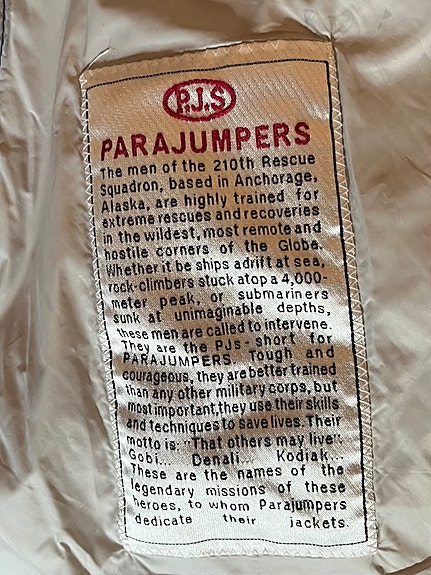 P.J.S
PARAJUMPERS
The men of the 210th Rescue
Squadron, based in Anchorage,
Alaska, are highly trained for
extreme rescues and recoveries
in the wildest, most remote and
hostile corners of the Globe.
Whether it be ships adrift at sea,
rock-climbers stuck atop a 4,000-
meter peak, or submariners
sunk at unimaginable depths,
these men are called to intervene.
They are the PJs - short for
PARAJUMPERS. Tough and
courageous, they are better trained
than any other military corps, but
most important,they use their skills
and techniques to save lives. Their
motto is: "That others may live".
Gobi... Denali... Kodiak...
These are the names of the
legendary missions of these
heroes, to whom Parajumpers
dedicate their jackets.